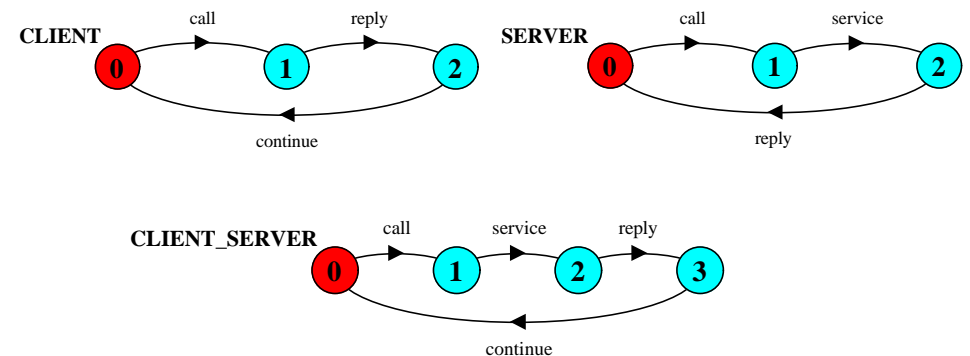 call
reply
CLIENT
0
1
2
continue
call
service
SERVER
0
1
2
reply
call
service
reply
CLIENT_SERVER
0
1
2
3
continue